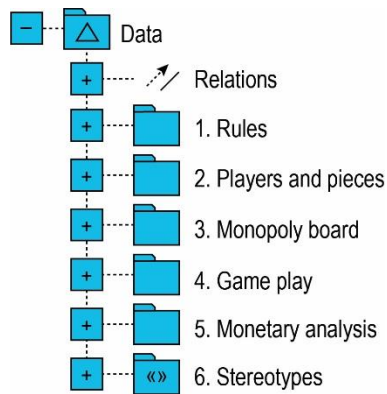 Data
Relations
1. Rules
2. Players and pieces
3. Monopoly board
4. Game play
5. Monetary analysis
«» 6. Stereotypes